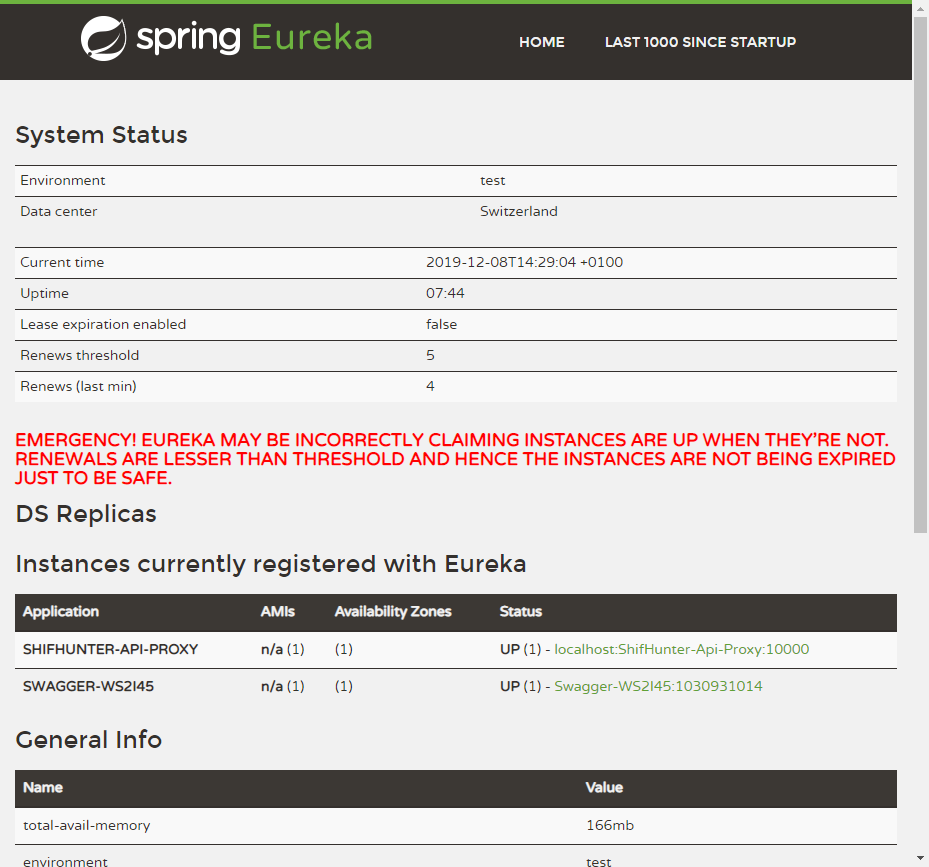 spring Eureka
HOME LAST 1000 SINCE STARTUP
System Status
Environment test
Data center Switzerland
Current time 2019-12-08T14:29:04 +0100
Uptime 07:44
Lease expiration enabled false
Renews threshold 5
Renews (last min) 4
EMERGENCY! EUREKA MAY BE INCORRECTLY CLAIMING INSTANCES ARE UP WHEN THEY'RE NOT.
RENEWALS ARE LESSER THAN THRESHOLD AND HENCE THE INSTANCES ARE NOT BEING EXPIRED
JUST TO BE SAFE.
DS Replicas
Instances currently registered with Eureka
Application AMIs Availability Zones Status
SHIFHUNTER-API-PROXY n/a (1) (1) UP (1) - localhost:ShifHunter-Api-Proxy:10000
SWAGGER-WS2I45 n/a (1) (1) UP (1) - Swagger-WS2I45:1030931014
General Info
Name Value
total-avail-memory 166mb
environment test